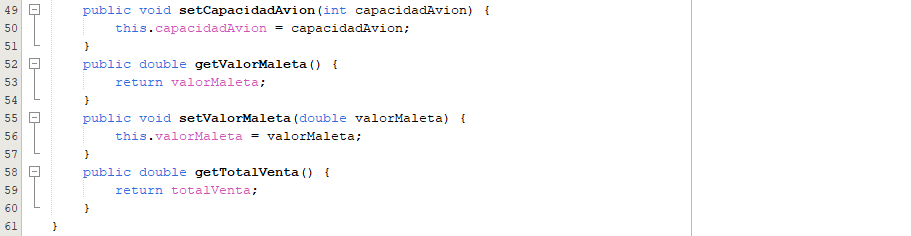 49 public void setCapacidadAvion(int capacidadAvion) {
50 this.capacidadAvion = capacidadAvion;
51 }
52 public double getValorMaleta() {
53 return valorMaleta;
54 }
55 public void setValorMaleta(double valorMaleta) {
56 this.valorMaleta = valorMaleta;
57 }
58 public double getTotalVenta() {
59 return totalVenta;
60 }
61 }